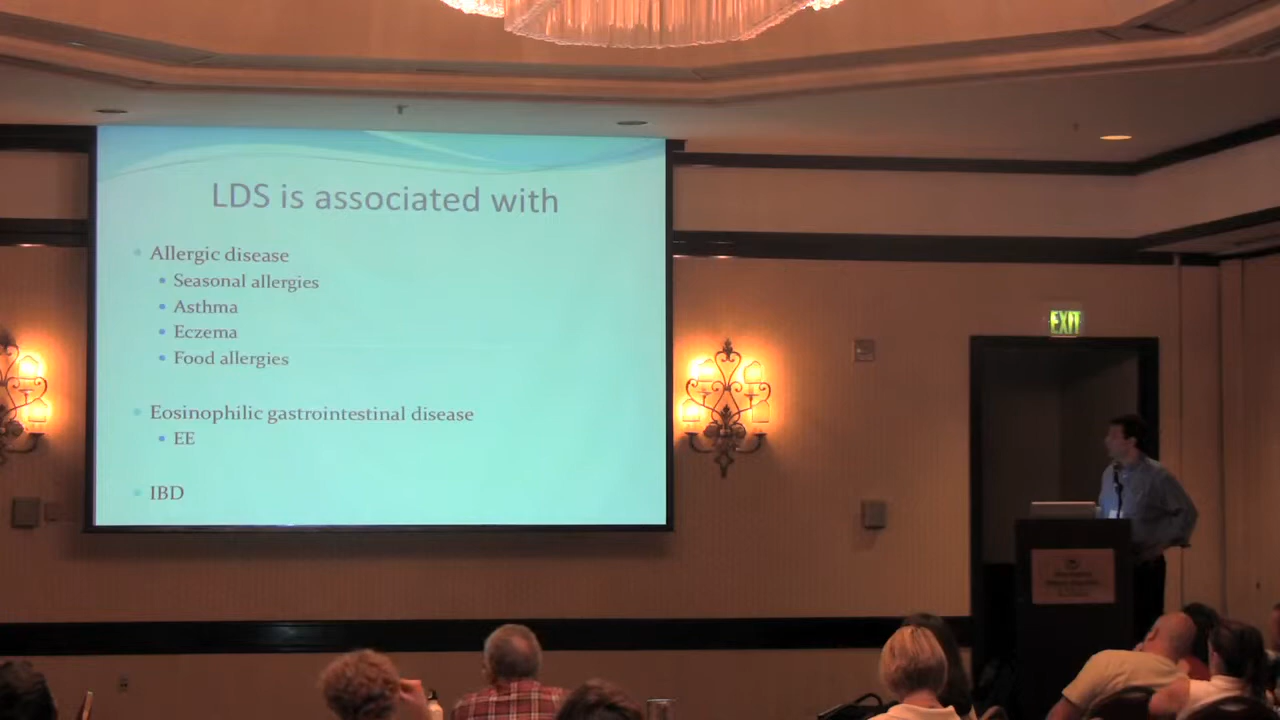 LDS is associated with
Allergic disease
Seasonal allergies
Asthma
Eczema
Food allergies
Eosinophilic gastrointestinal disease
EE
IBD
EXIT